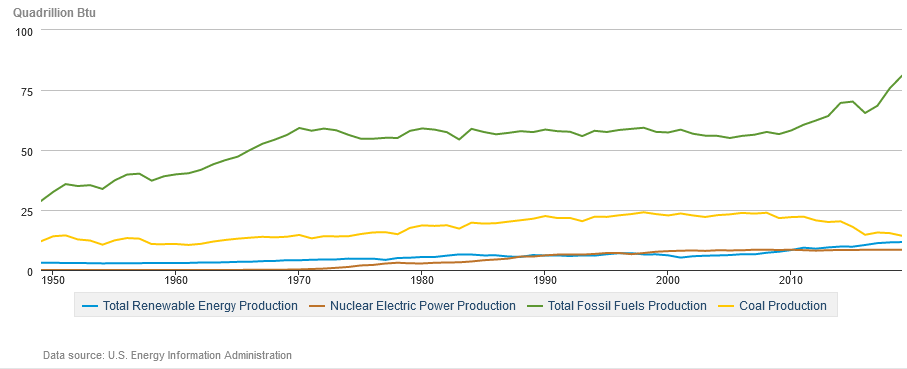 Quadrillion Btu
100
75
50
25
0
1950 1960 1970 1980 1990 2000 2010
Total Renewable Energy Production Nuclear Electric Power Production Total Fossil Fuels Production Coal Production
Data source: U.S. Energy Information Administration